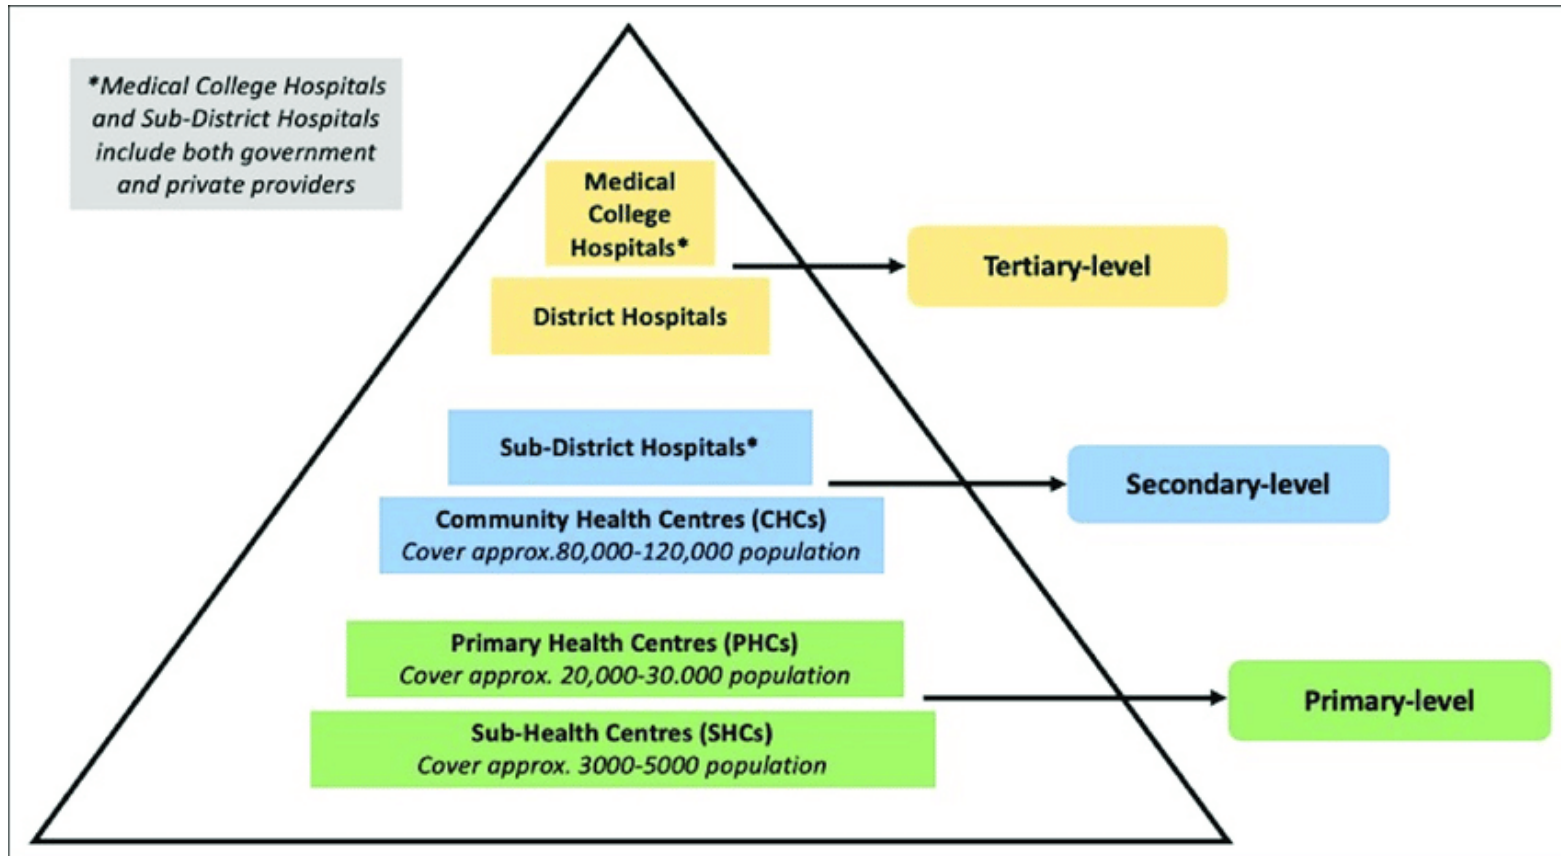 *Medical College Hospitals
and Sub-District Hospitals
include both government
and private providers
Medical
College
Hospitals*
Tertiary-level
District Hospitals
Sub-District Hospitals*
Secondary-level
Community Health Centres (CHCs)
Cover approx.80,000-120,000 population
Primary Health Centres (PHCs)
Cover approx. 20,000-30.000 population
Primary-level
Sub-Health Centres (SHCs)
Cover approx. 3000-5000 population